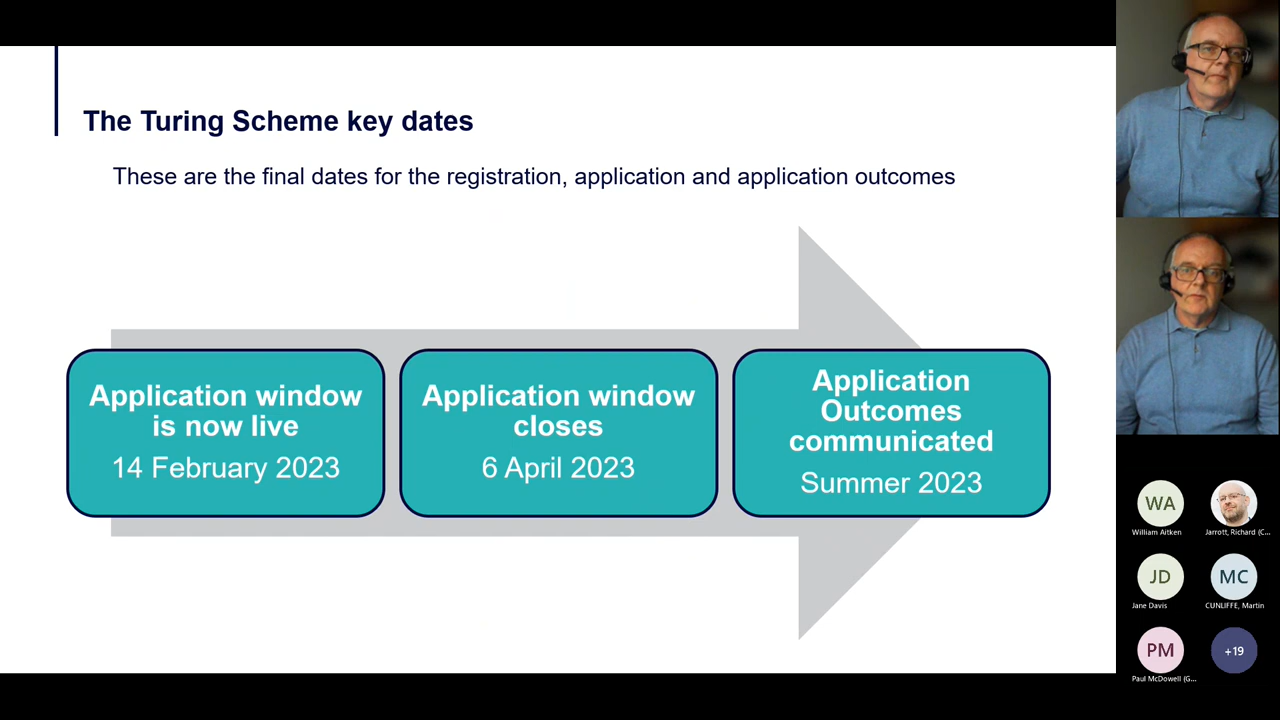 The Turing Scheme key dates
These are the final dates for the registration, application and application outcomes
Application window
is now live
14 February 2023
Application window
closes
6 April 2023
Application
Outcomes
communicated
Summer 2023
WA
William Aitken
Jarrott, Richard (C...
JD
Jane Davis
MC
CUNLIFFE, Martin
PM
Paul McDowell (G...
+19